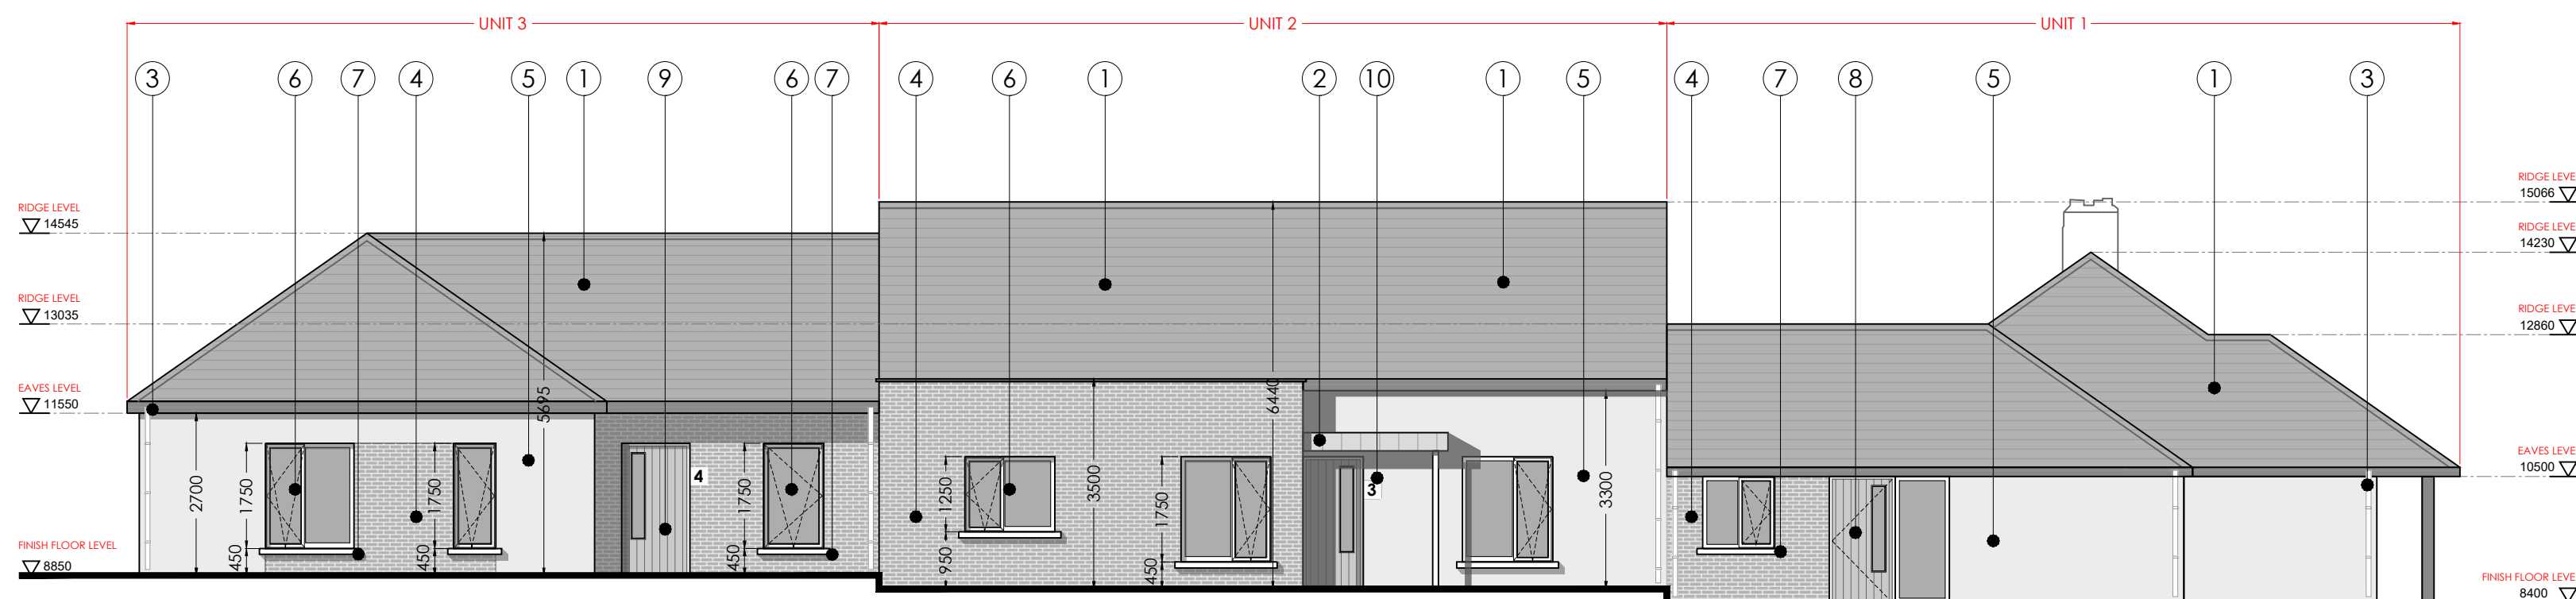 UNIT 3 UNIT 2 UNIT 1
3 6 7 4 5 1 9 6 7 4 6 1 2 10 1 5 4 7 8 5 1 3
RIDGE LEVEL
14545
RIDGE LEVEL
13035
EAVES LEVEL
11550
FINISH FLOOR LEVEL
8850
2700
1750
450
1750
450
5695
4
1750
450
1250
950
3500
1750
450
6440
3
3300
RIDGE LEVE
15066
RIDGE LEVE
14230
RIDGE LEVE
12860
EAVES LEVE
10500
FINISH FLOOR LEVE
8400